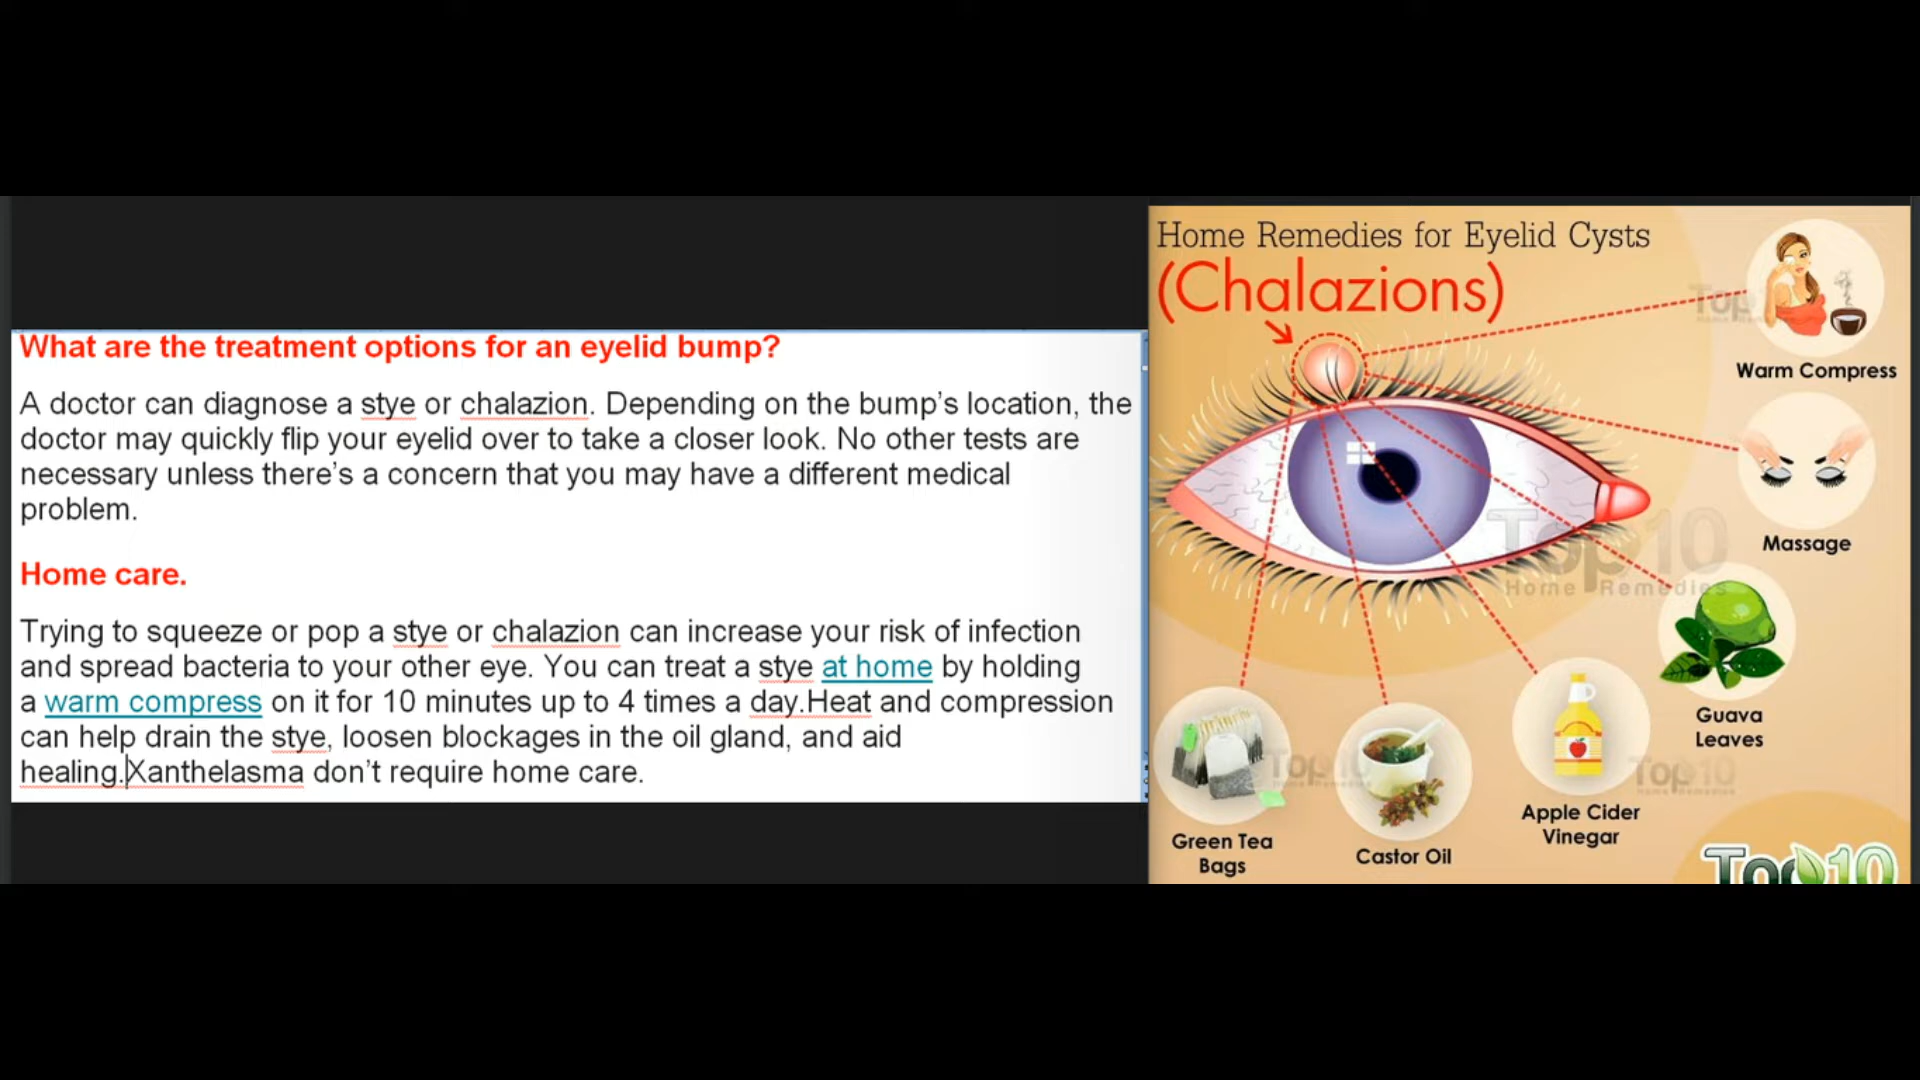 What are the treatment options for an eyelid bump?
A doctor can diagnose a stye or chalazion. Depending on the bump’s location, the
doctor may quickly flip your eyelid over to take a closer look. No other tests are
necessary unless there’s a concern that you may have a different medical
problem.
Home care.
Trying to squeeze or pop a stye or chalazion can increase your risk of infection
and spread bacteria to your other eye. You can treat a stye at home by holding
a warm compress on it for 10 minutes up to 4 times a day.Heat and compression
can help drain the stye, loosen blockages in the oil gland, and aid
healing.Xanthelasma don’t require home care.
Home Remedies for Eyelid Cysts
(Chalazions)
Warm Compress
Massage
Top 10
Home Remedies
Guava
Leaves
Apple Cider
Vinegar
Castor Oil
Green Tea
Bags
Top 10